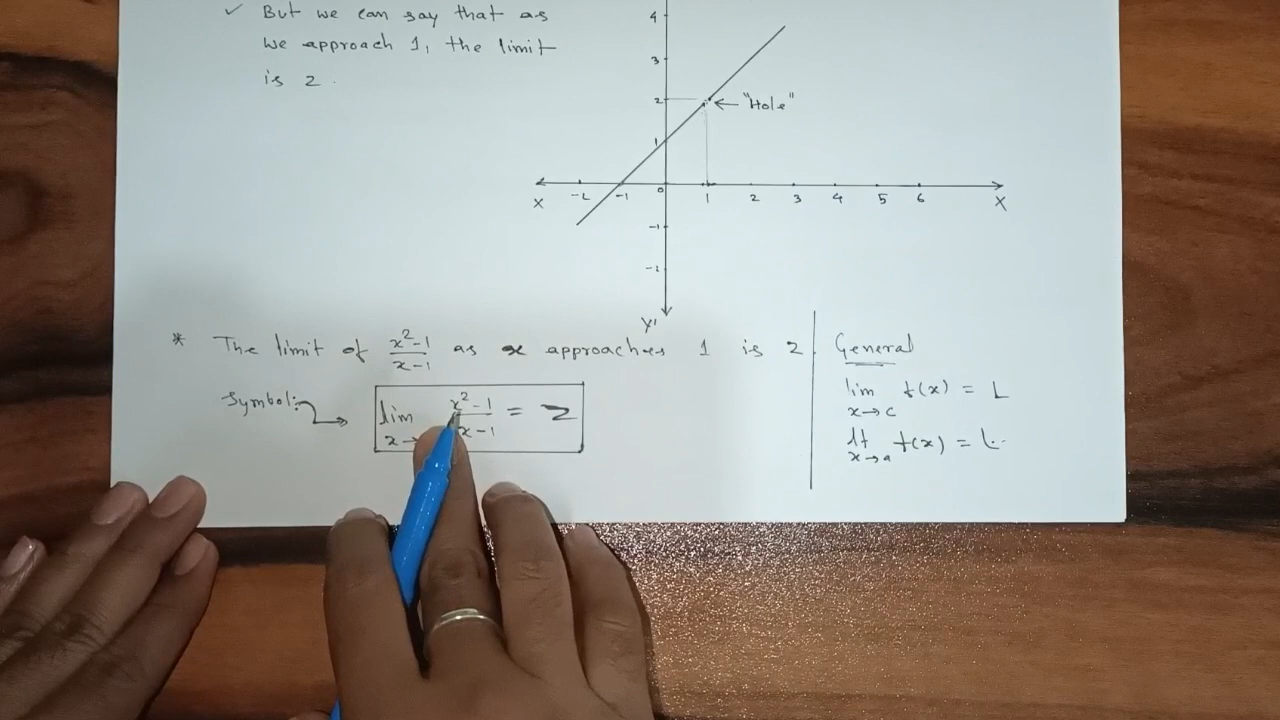 ✓ But we can say that as
we approach 1, the limit
is 2.
4
3
2
1
← "Hole"
X -2 -1 0 1 2 3 4 5 6 X
-1
-2
Y'
* The limit of x²-1/x-1 as x approaches 1 is 2
Symbol: → lim x→ x²-1/x-1 = 2
General
lim x→c f(x) = L
lt x→a f(x) = L